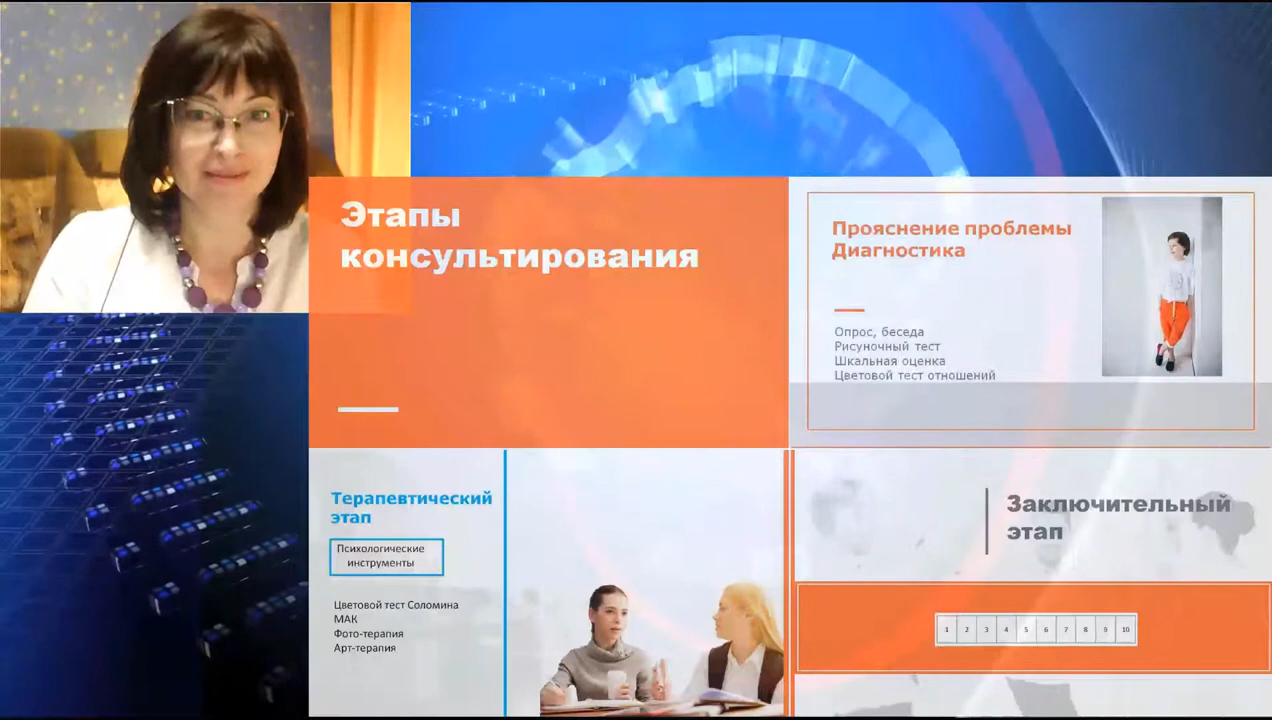 Этапы
консультирования
Прояснение проблемы
Диагностика
Опрос, беседа
Рисуночный тест
Шкальная оценка
Цветовой тест отношений
Терапевтический
этап
Психологические
инструменты
Цветовой тест Соломина
МАК
Фото-терапия
Арт-терапия
Заключительный
этап
1 2 3 4 5 6 7 8 9 10